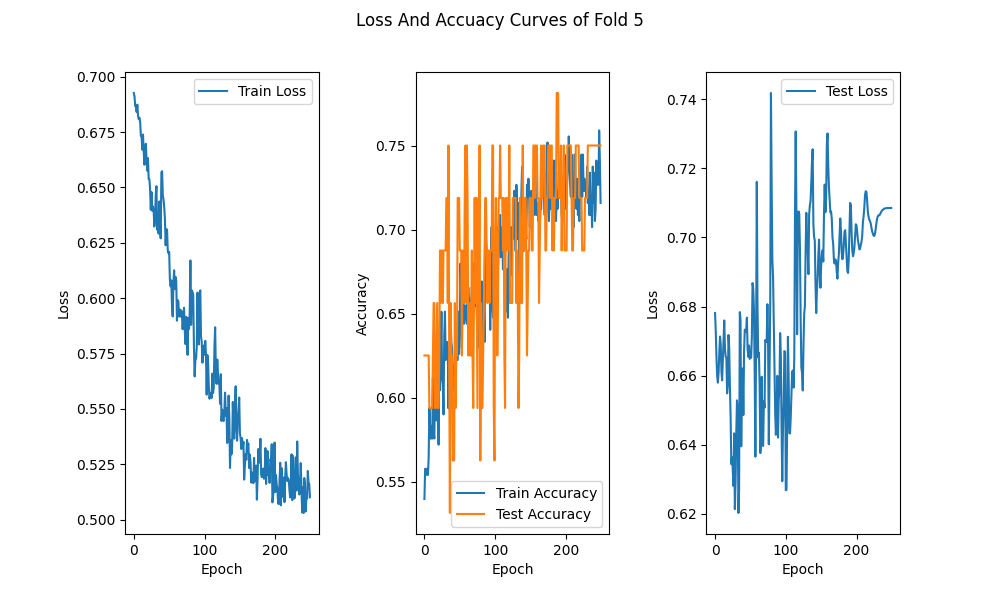 Loss And Accuacy Curves of Fold 5
0.700
0.675
0.650
0.625
0.600
0.575
0.550
0.525
0.500
Loss
Train Loss
0 100 200
Epoch
0.75
0.70
0.65
0.60
0.55
Accuracy
Train Accuracy
Test Accuracy
0 100 200
Epoch
0.74
0.72
0.70
0.68
0.66
0.64
0.62
Loss
Test Loss
0 100 200
Epoch